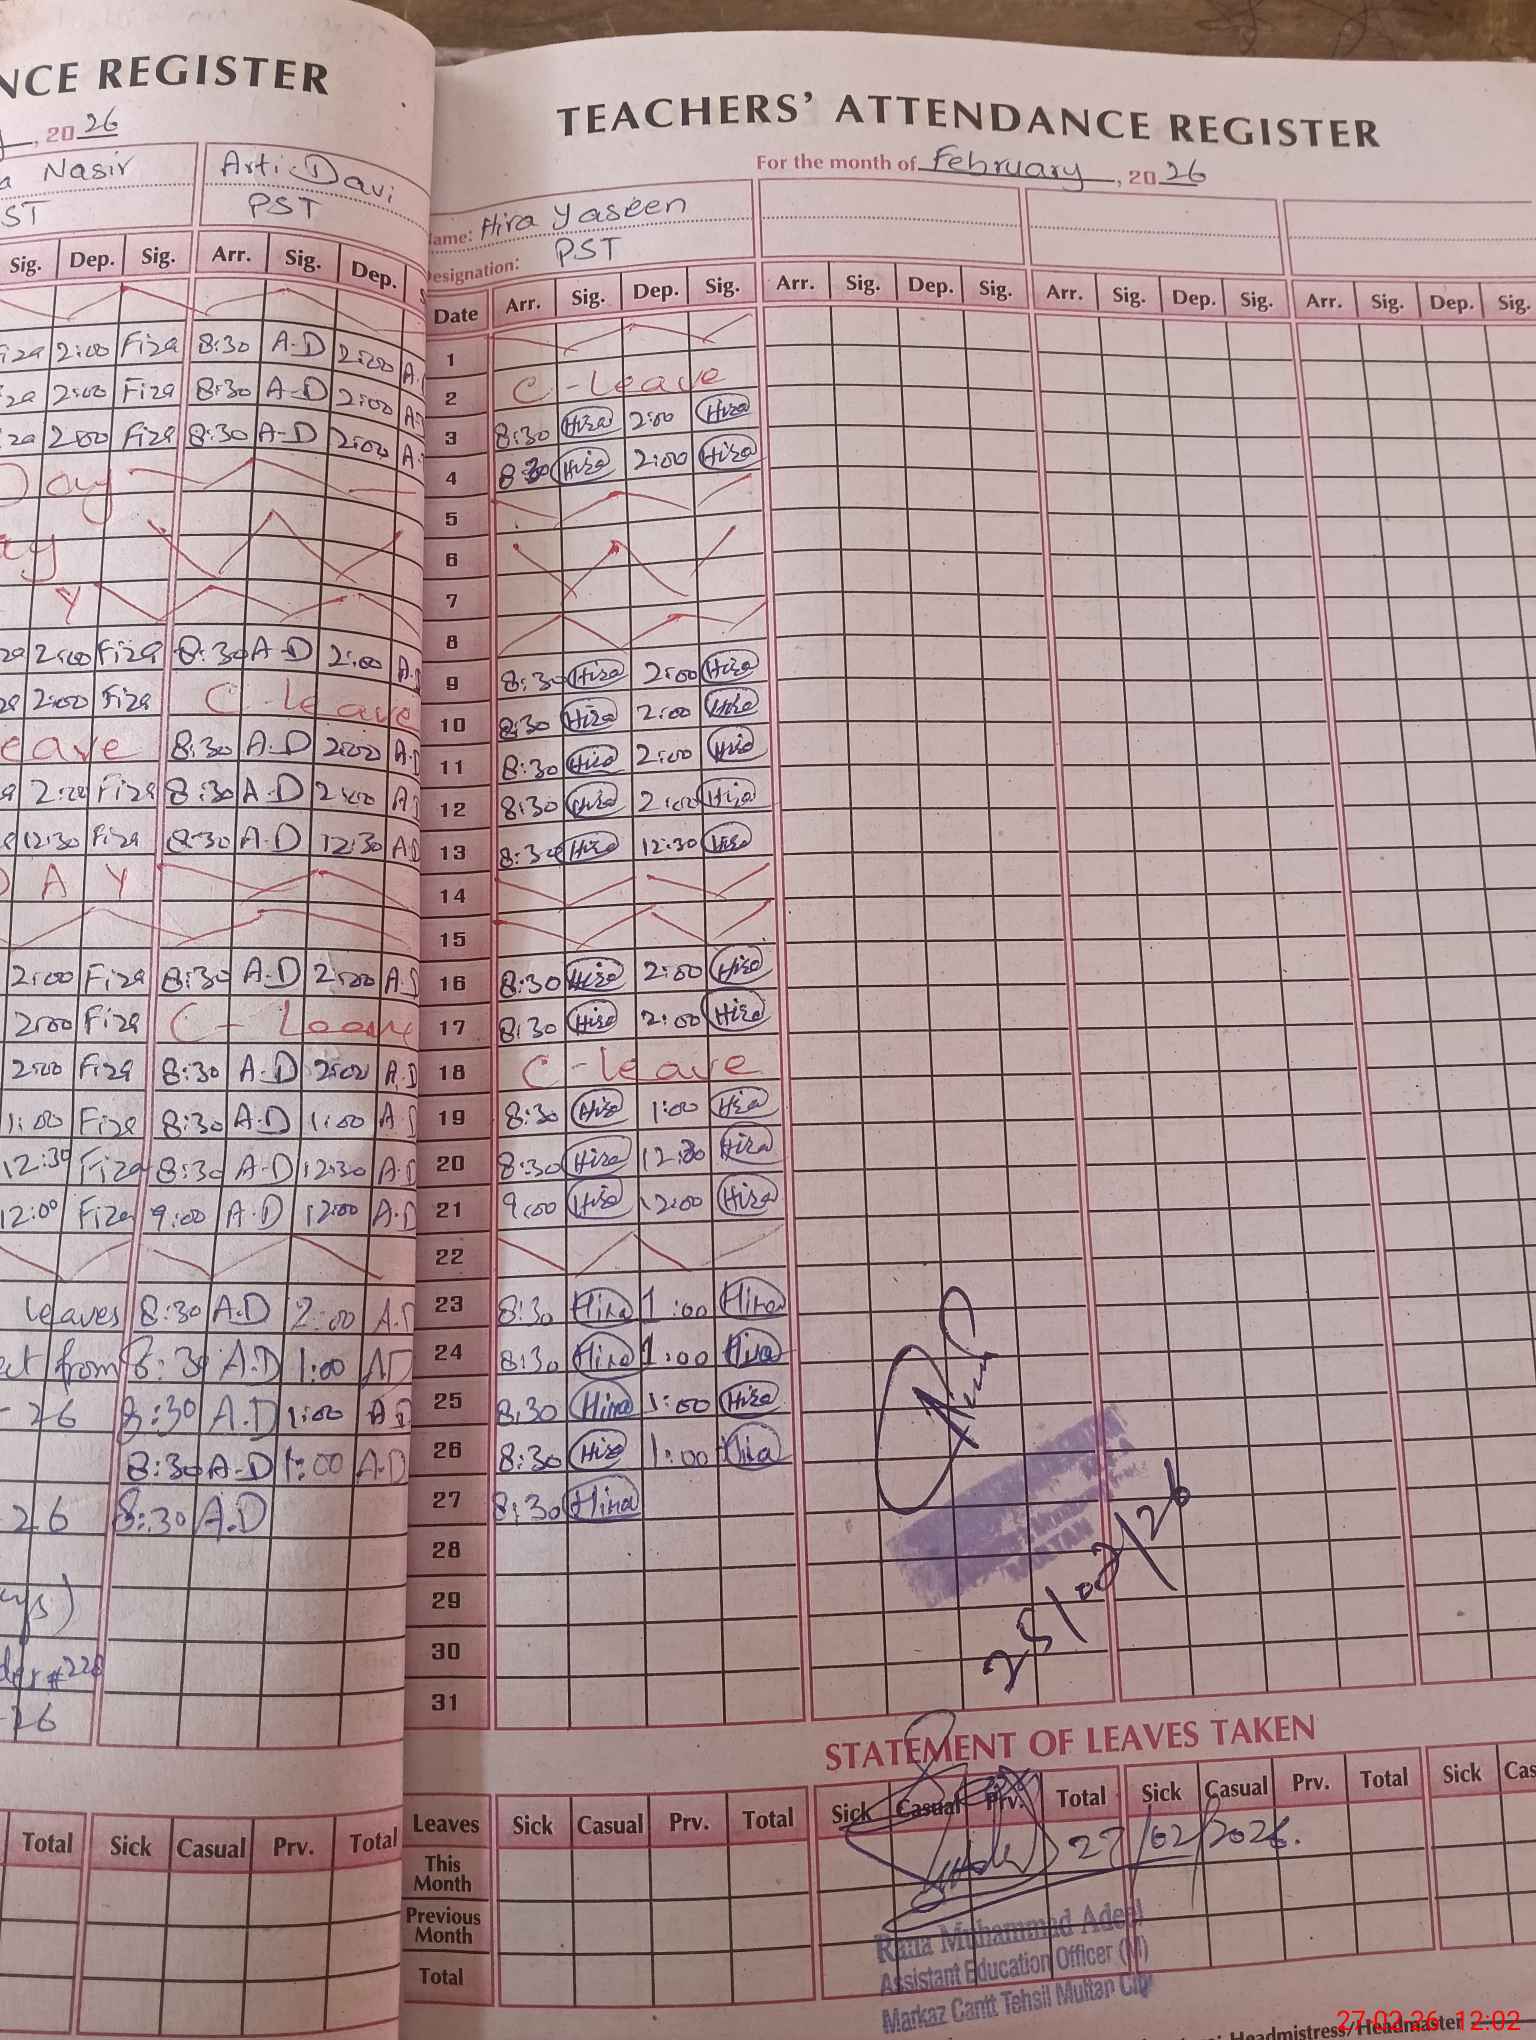 NCE REGISTER
, 20 26
Nasir Arti Davi
ST PST
Sig. Dep. Sig. Arr. Sig. Dep.
2:00 Fiza 8:30 A-D 2:00
2:00 Fiza 8:30 A-D 2:00
2:00 Fiza 8:30 A-D 2:00
Day
Y
2:00 Fiza 8:30 A-D 2:00
2:00 Fiza C-leave
eave 8:30 A-D 2:00 A.D
2:00 Fiza 8:30 A-D 2:00
12:30 Fiza 8:30 A.D 12:30 A.D
D A Y
2:00 Fiza 8:30 A-D 2:00
2:00 Fiza C-Leave
2:00 Fiza 8:30 A-D 2:00 A.D
1:00 Fiza 8:30 A-D 1:00
12:30 Fiza 8:30 A-D 12:30 A.D
12:00 Fiza 9:00 A-D 12:00 A.D
leaves 8:30 A.D 2:00
from 8:30 A.D 1:00 AD
-26 8:30 A.D 1:00 A.D
8:30 A-D 1:00 A.D
26 8:30 A.D
ys)
der #228
-26
Total Sick Casual Prv. Total
TEACHERS' ATTENDANCE REGISTER
For the month of February, 20 26
ame: Hira Yaseen
esignation: PST
Date Arr. Sig. Dep. Sig. Arr. Sig. Dep. Sig. Arr. Sig. Dep. Sig. Arr. Sig. Dep. Sig.
1
2 C-Leave
3 8:30 Hira 2:00 Hira
4 8:30 Hira 2:00 Hira
5
6
7
8
9 8:30 Hira 2:00 Hira
10 8:30 Hira 2:00 Hira
11 8:30 Hira 2:00 Hira
12 8:30 Hira 2:00 Hira
13 8:30 Hira 12:30 Hira
14
15
16 8:30 Hira 2:00 Hira
17 8:30 Hira 2:00 Hira
18 C-leave
19 8:30 Hira 1:00 Hira
20 8:30 Hira 12:30 Hira
21 9:00 Hira 12:00 Hira
22
23 8:30 Hira 1:00 Hira
24 8:30 Hira 1:00 Hira
25 8:30 Hira 1:00 Hira
26 8:30 Hira 1:00 Hira
27 8:30 Hira
28
29
30
31
25/02/26
STATEMENT OF LEAVES TAKEN
Leaves Sick Casual Prv. Total Sick Casual Prv. Total Sick Casual Prv. Total Sick Cas
This Month
27/02/2026.
Previous Month
Total
Rana Muhammad Adeel
Assistant Education Officer (M)
Markaz Cantt Tehsil Multan City
Headmistress/Headmaster
27.02.26 12:02